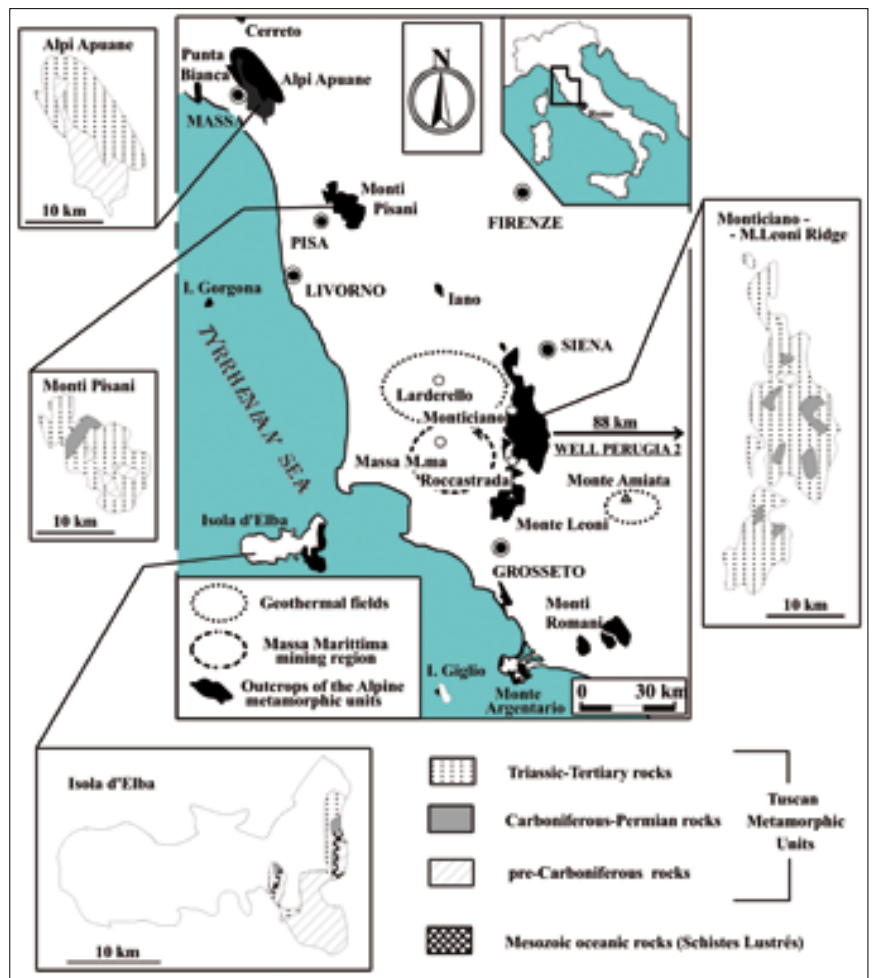 Alpi Apuane
10 km
Cerreto
Punta
Bianca
Alpi Apuane
MASSA
N
Rome
Monti
Pisani
PISA
FIRENZE
LIVORNO
I. Gorgona
Iano
TYRRHENIAN SEA
SIENA
Larderello
Monticiano
88 km
WELL PERUGIA 2
Massa M.ma
Roccastrada
Monte Amiata
Monte Leoni
Isola d'Elba
GROSSETO
Monti
Romani
I. Giglio
Monte
Argentario
0 30 km
Geothermal fields
Massa Marittima
mining region
Outcrops of the Alpine
metamorphic units
Monti Pisani
10 km
Monticiano -
- M.Leoni Ridge
10 km
Isola d'Elba
10 km
Triassic-Tertiary rocks
Carboniferous-Permian rocks
pre-Carboniferous rocks
Tuscan
Metamorphic
Units
Mesozoic oceanic rocks (Schistes Lustrés)